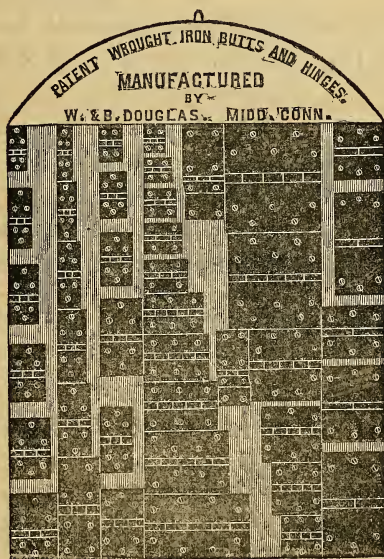 PATENT WROUGHT IRON BUTTS AND HINGES.
MANUFACTURED
BY
W. & B. DOUGLAS. MIDD. CONN.